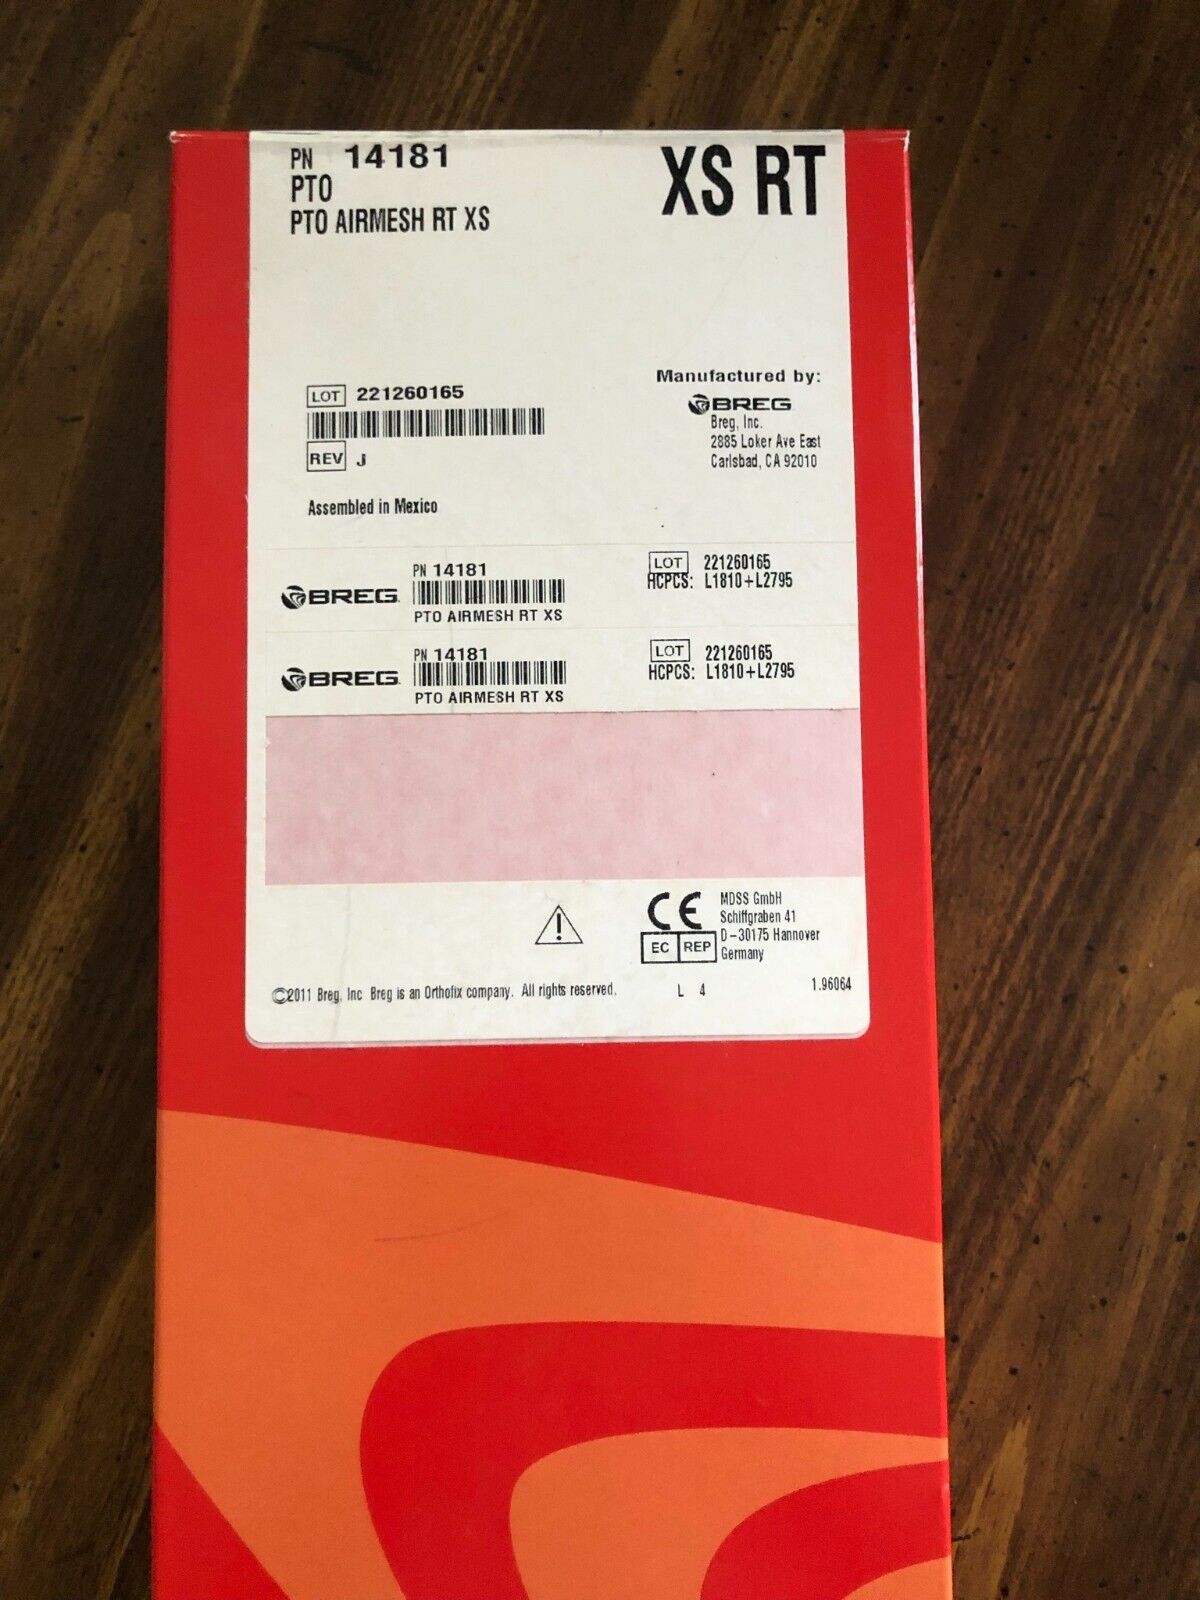 PN 14181
XS RT
PTO
PTO AIRMESH RT XS
LOT 221260165
REV J
Manufactured by:
BREG
Breg, Inc.
2885 Loker Ave East
Carlsbad, CA 92010
Assembled in Mexico
BREG
PN 14181
PTO AIRMESH RT XS
LOT 221260165
HCPCS: L1810+L2795
BREG
PN 14181
PTO AIRMESH RT XS
LOT 221260165
HCPCS: L1810+L2795
!
CE
EC REP
MDSS GmbH
Schiffgraben 41
D-30175 Hannover
Germany
©2011 Breg, Inc Breg is an Orthofix company. All rights reserved.
L 4
1.96064